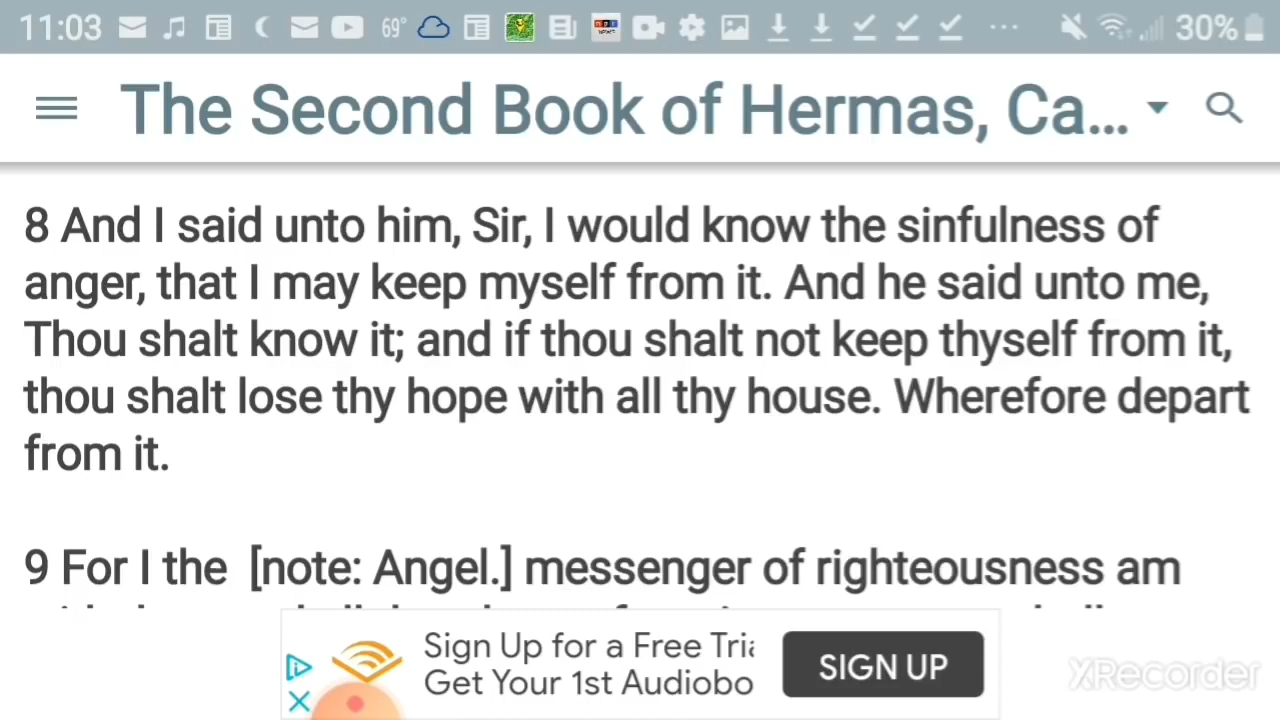 11:03 69° 30%
The Second Book of Hermas, Ca...
8 And I said unto him, Sir, I would know the sinfulness of
anger, that I may keep myself from it. And he said unto me,
Thou shalt know it; and if thou shalt not keep thyself from it,
thou shalt lose thy hope with all thy house. Wherefore depart
from it.
9 For I the [note: Angel.] messenger of righteousness am
Sign Up for a Free Tria
Get Your 1st Audiobo
SIGN UP
XRecorder